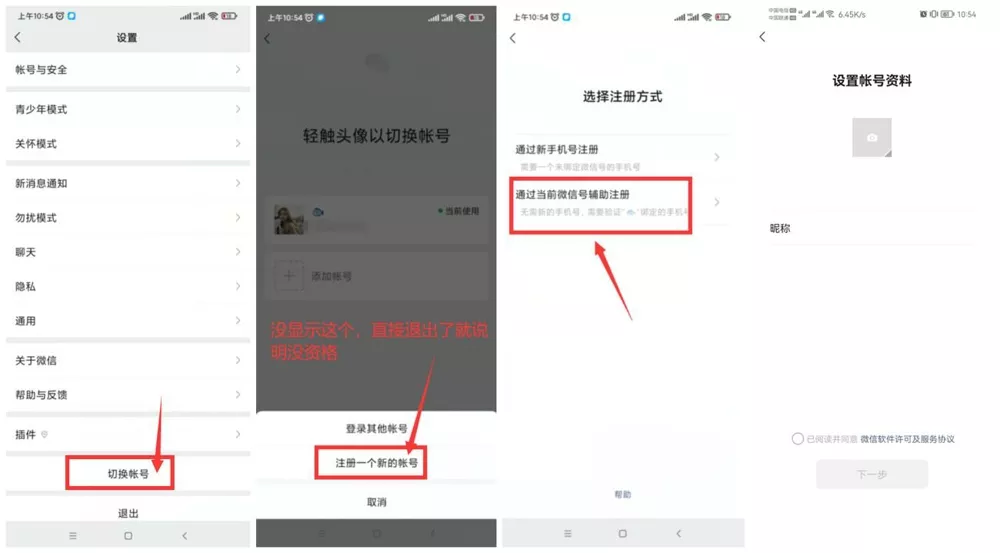 上午10:54
设置
帐号与安全
青少年模式
关怀模式
新消息通知
勿扰模式
聊天
隐私
通用
关于微信
帮助与反馈
插件
切换帐号
退出
上午10:54
轻触头像以切换帐号
当前使用
添加帐号
没显示这个，直接退出了就说
明没资格
登录其他帐号
注册一个新的帐号
取消
上午10:54
选择注册方式
通过新手机号注册
需要一个未绑定微信号的手机号
通过当前微信号辅助注册
无需新的手机号，需要验证“🐟”绑定的手机号
帮助
中国电信
中国联通
6.45K/s
10:54
设置帐号资料
昵称
已阅读并同意 微信软件许可及服务协议
下一步